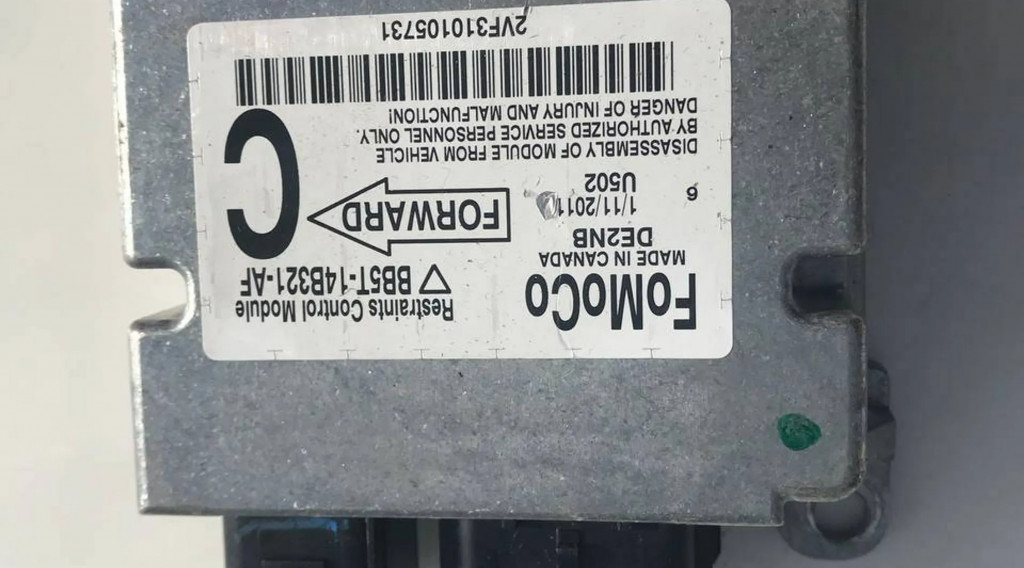 FoMoCo
MADE IN CANADA
DE2NB
1/11/2011
U502
6
Restraints Control Module
BB5T-14B321-AF
FORWARD
C
DISASSEMBLY OF MODULE FROM VEHICLE
BY AUTHORIZED SERVICE PERSONNEL ONLY.
DANGER OF INJURY AND MALFUNCTION!
2VF310105731